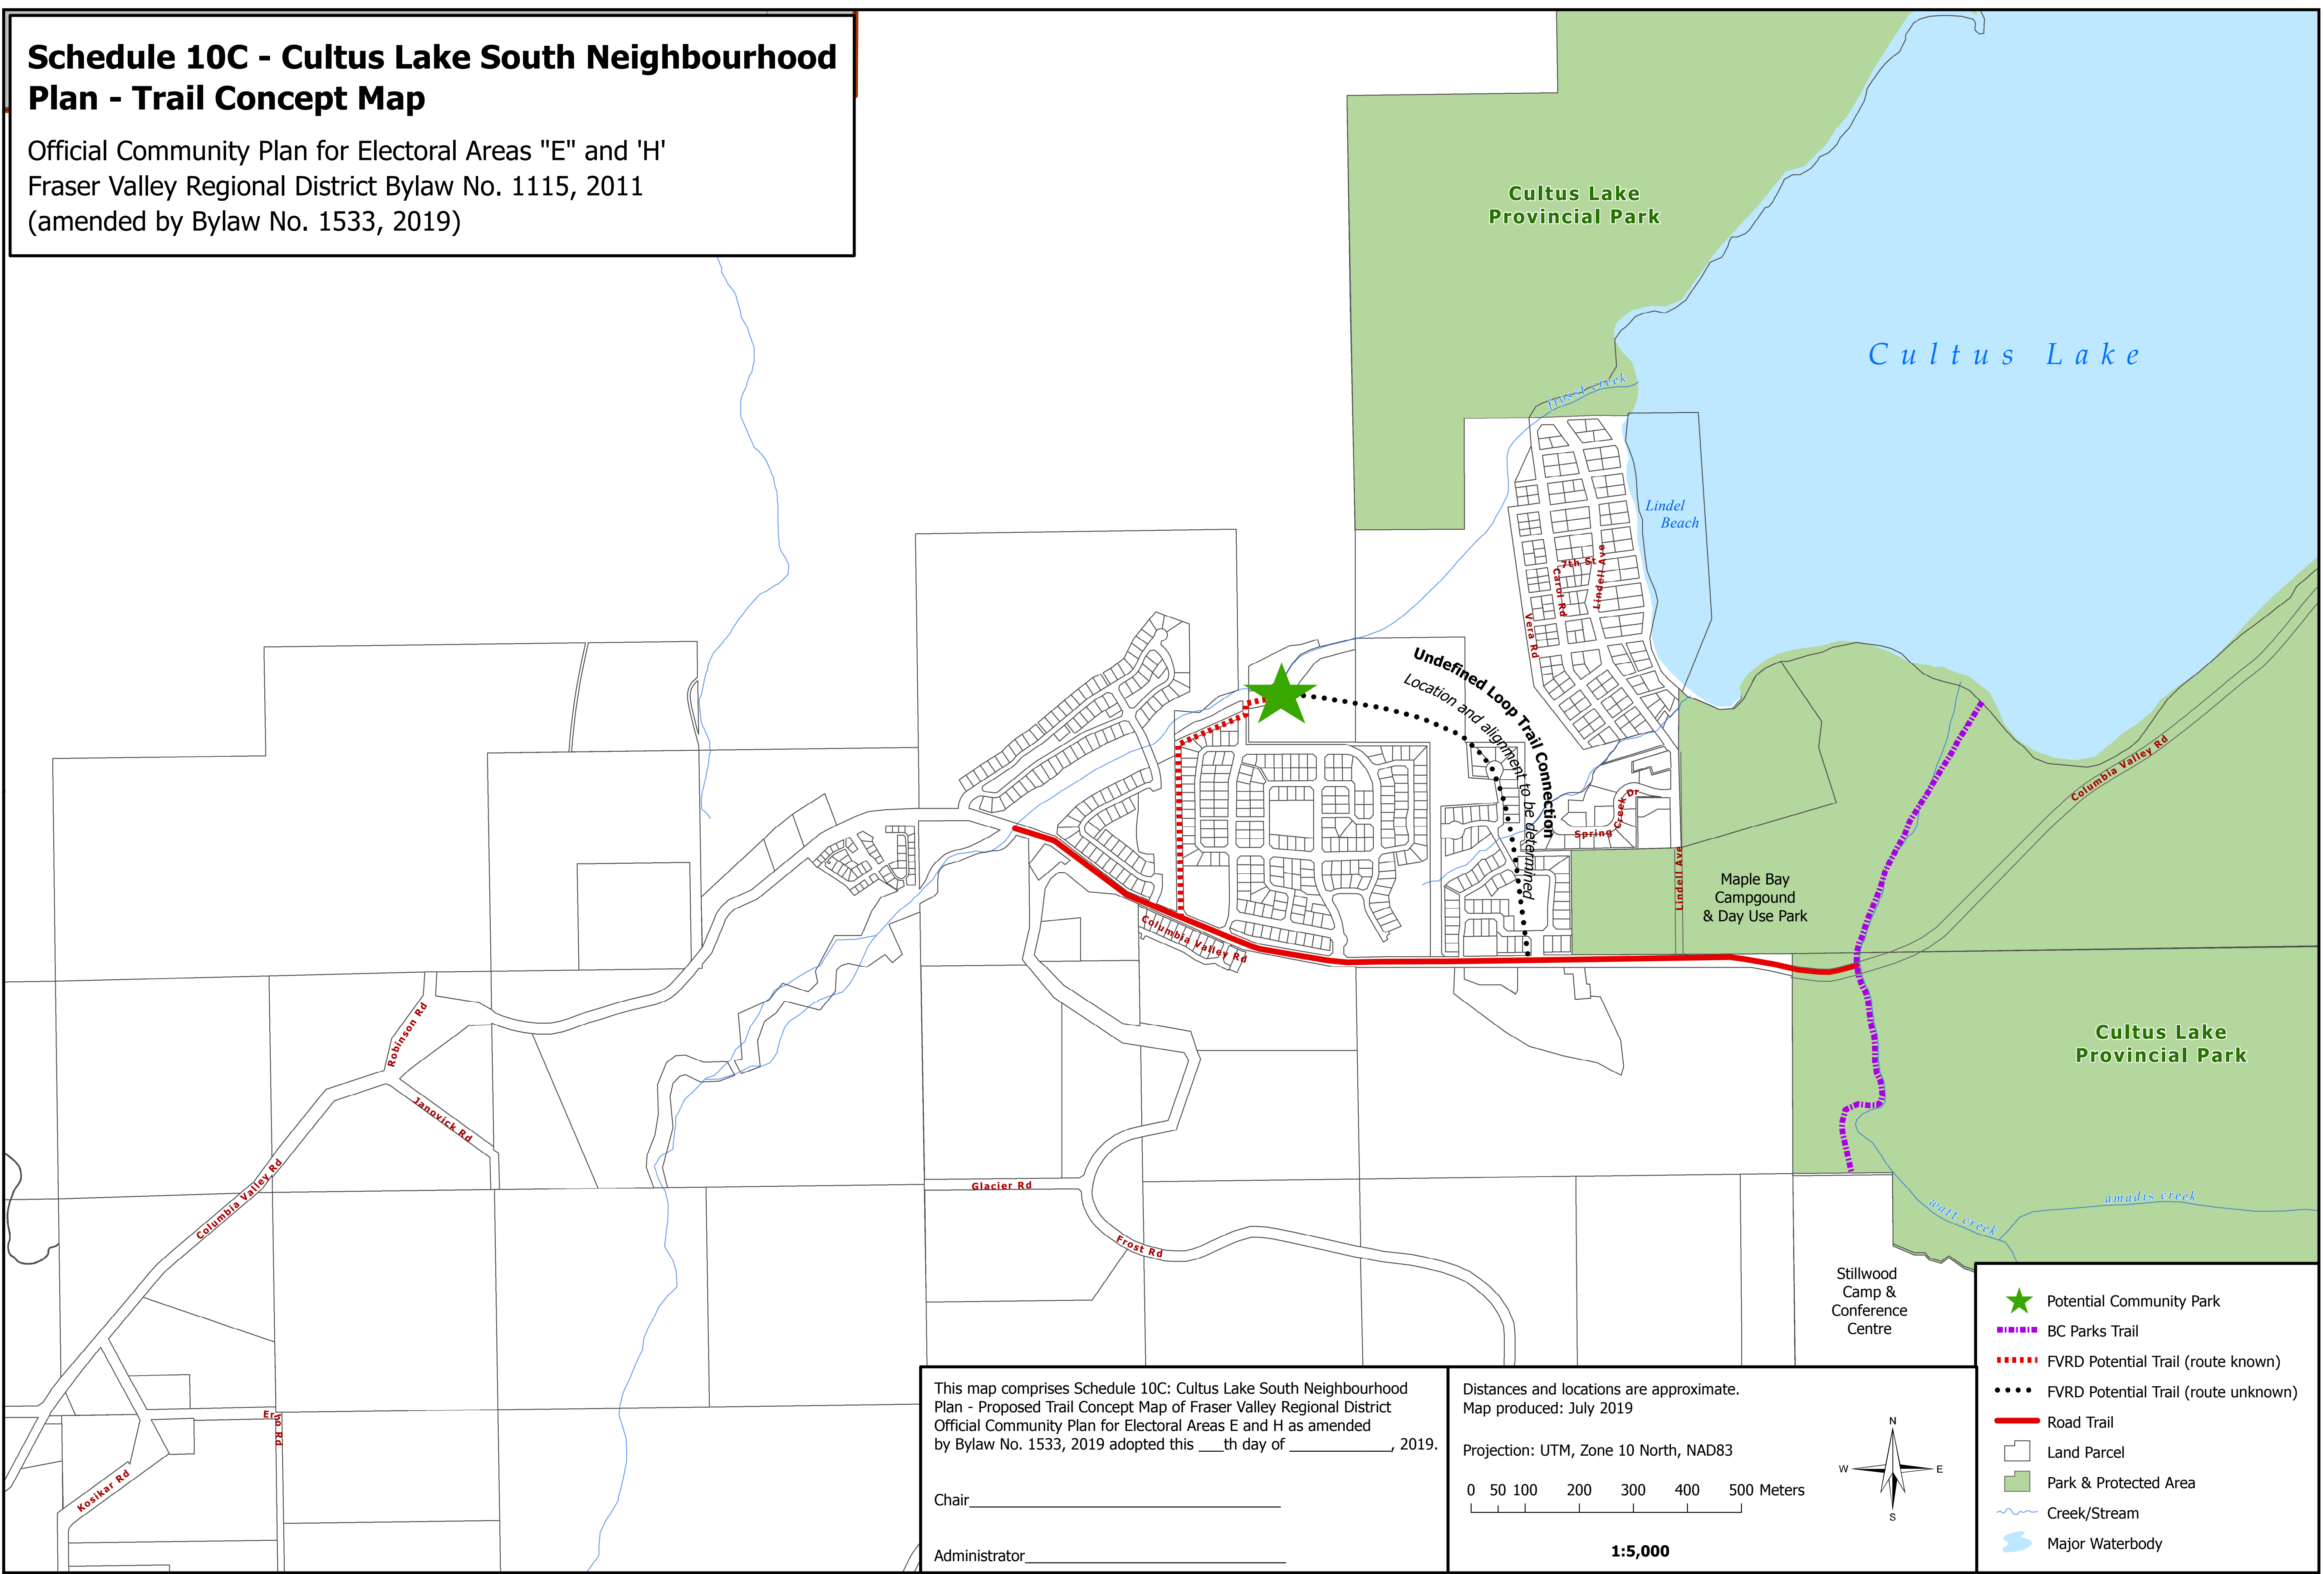 Schedule 10C - Cultus Lake South Neighbourhood
Plan - Trail Concept Map
Official Community Plan for Electoral Areas "E" and 'H'
Fraser Valley Regional District Bylaw No. 1115, 2011
(amended by Bylaw No. 1533, 2019)
Cultus Lake
Provincial Park
Cultus Lake
frosst creek
Lindel
Beach
7th St
Carol Rd
Lindell Ave
Vera Rd
Undefined Loop Trail Connection
Location and alignment to be determined
Columbia Valley Rd
Spring Creek Dr
Lindell Ave
Maple Bay
Campgound
& Day Use Park
Columbia Valley Rd
Robinson Rd
Janovick Rd
Columbia Valley Rd
Cultus Lake
Provincial Park
Glacier Rd
Frost Rd
watt creek
amadis creek
Stillwood
Camp &
Conference
Centre
Kosikar Rd
Erho Rd
This map comprises Schedule 10C: Cultus Lake South Neighbourhood
Plan - Proposed Trail Concept Map of Fraser Valley Regional District
Official Community Plan for Electoral Areas E and H as amended
by Bylaw No. 1533, 2019 adopted this ___th day of ____________, 2019.
Chair
Administrator
Distances and locations are approximate.
Map produced: July 2019
Projection: UTM, Zone 10 North, NAD83
0 50 100 200 300 400 500 Meters
1:5,000
N
W E
S
Potential Community Park
BC Parks Trail
FVRD Potential Trail (route known)
FVRD Potential Trail (route unknown)
Road Trail
Land Parcel
Park & Protected Area
Creek/Stream
Major Waterbody